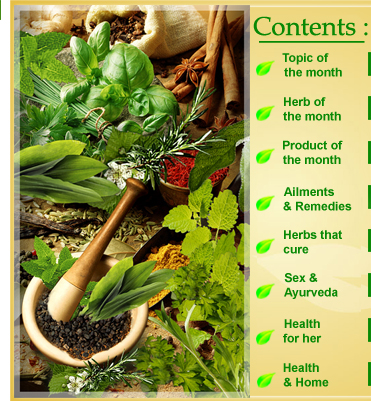 Contents :
Topic of
the month
Herb of
the month
Product of
the month
Ailments
& Remedies
Herbs that
cure
Sex &
Ayurveda
Health
for her
Health
& Home